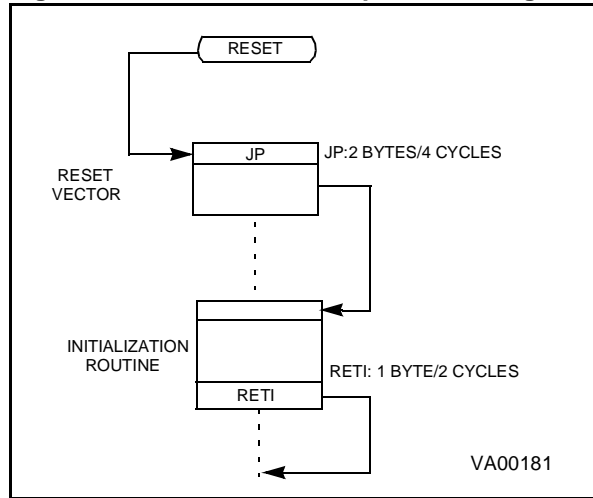 RESET
JP
JP:2 BYTES/4 CYCLES
RESET
VECTOR
INITIALIZATION
ROUTINE
RETI: 1 BYTE/2 CYCLES
RETI
VA00181